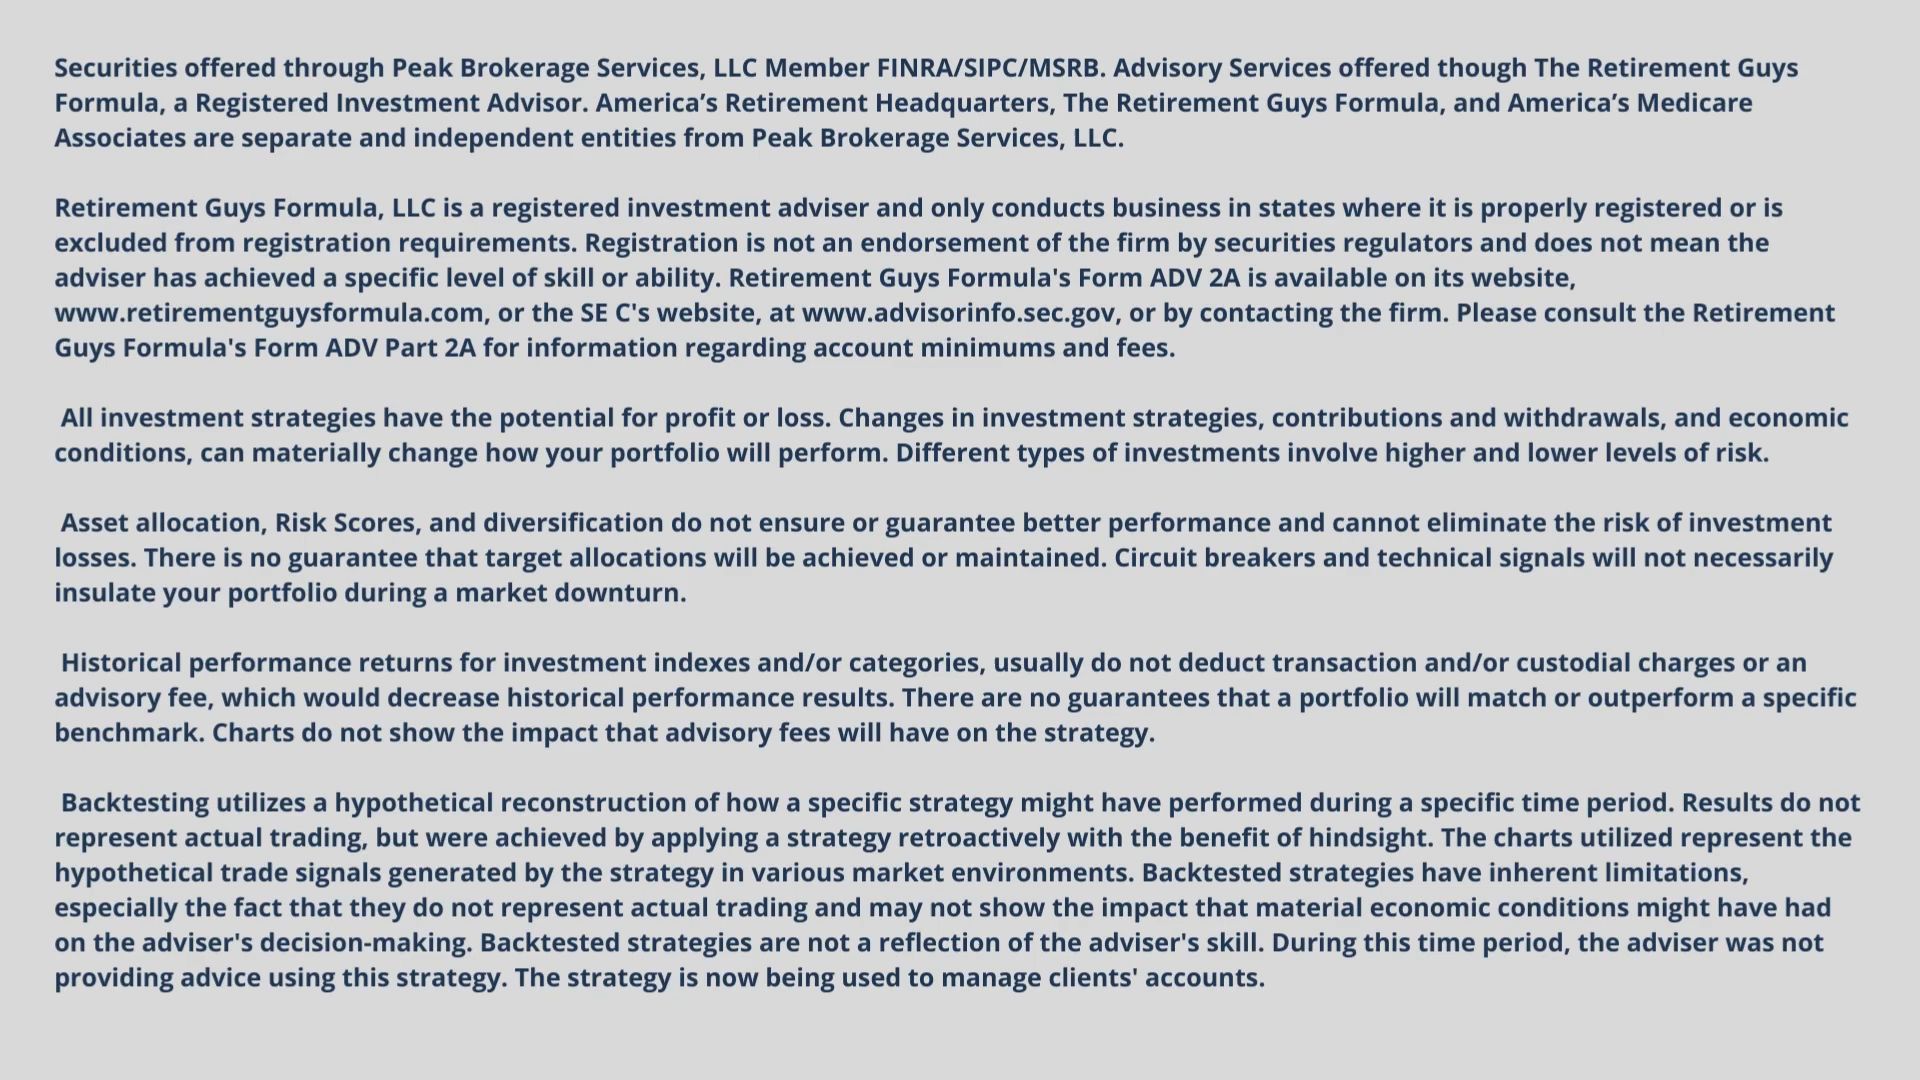 Securities offered through Peak Brokerage Services, LLC Member FINRA/SIPC/MSRB. Advisory Services offered though The Retirement Guys
Formula, a Registered Investment Advisor. America’s Retirement Headquarters, The Retirement Guys Formula, and America’s Medicare
Associates are separate and independent entities from Peak Brokerage Services, LLC.
Retirement Guys Formula, LLC is a registered investment adviser and only conducts business in states where it is properly registered or is
excluded from registration requirements. Registration is not an endorsement of the firm by securities regulators and does not mean the
adviser has achieved a specific level of skill or ability. Retirement Guys Formula's Form ADV 2A is available on its website,
www.retirementguysformula.com, or the SE C's website, at www.advisorinfo.sec.gov, or by contacting the firm. Please consult the Retirement
Guys Formula's Form ADV Part 2A for information regarding account minimums and fees.
All investment strategies have the potential for profit or loss. Changes in investment strategies, contributions and withdrawals, and economic
conditions, can materially change how your portfolio will perform. Different types of investments involve higher and lower levels of risk.
Asset allocation, Risk Scores, and diversification do not ensure or guarantee better performance and cannot eliminate the risk of investment
losses. There is no guarantee that target allocations will be achieved or maintained. Circuit breakers and technical signals will not necessarily
insulate your portfolio during a market downturn.
Historical performance returns for investment indexes and/or categories, usually do not deduct transaction and/or custodial charges or an
advisory fee, which would decrease historical performance results. There are no guarantees that a portfolio will match or outperform a specific
benchmark. Charts do not show the impact that advisory fees will have on the strategy.
Backtesting utilizes a hypothetical reconstruction of how a specific strategy might have performed during a specific time period. Results do not
represent actual trading, but were achieved by applying a strategy retroactively with the benefit of hindsight. The charts utilized represent the
hypothetical trade signals generated by the strategy in various market environments. Backtested strategies have inherent limitations,
especially the fact that they do not represent actual trading and may not show the impact that material economic conditions might have had
on the adviser's decision-making. Backtested strategies are not a reflection of the adviser's skill. During this time period, the adviser was not
providing advice using this strategy. The strategy is now being used to manage clients' accounts.